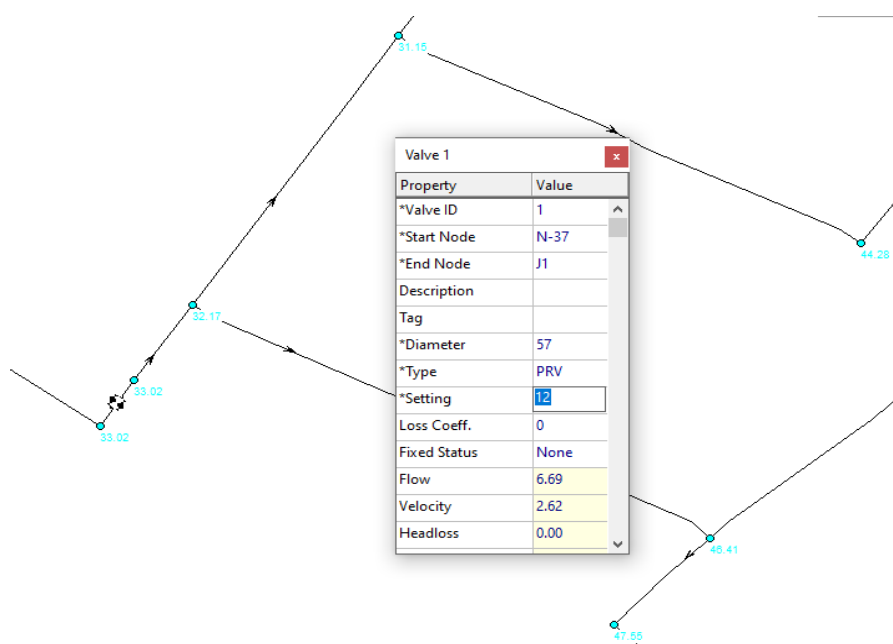 31.15
Valve 1
x
Property Value
*Valve ID 1
*Start Node N-37
*End Node J1
Description
Tag
*Diameter 57
*Type PRV
*Setting 12
Loss Coeff. 0
Fixed Status None
Flow 6.69
Velocity 2.62
Headloss 0.00
44.28
32.17
33.02
33.02
46.41
47.55